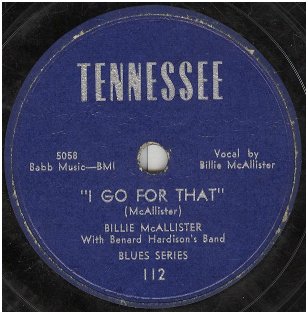 TENNESSEE
5058
Babb Music—BMI
Vocal by
Billie McAllister
"I GO FOR THAT"
(McAllister)
BILLIE McALLISTER
With Benard Hardison's Band
BLUES SERIES
112